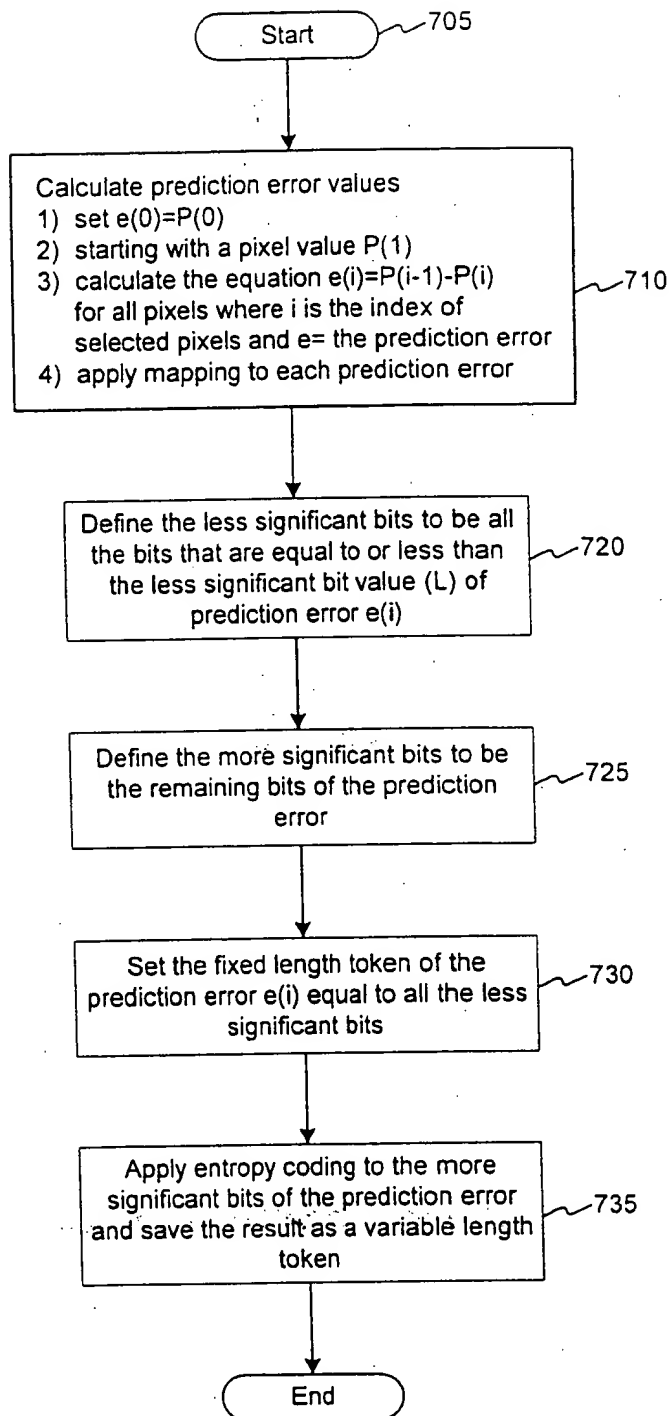 Start
705
Calculate prediction error values
1) set e(0)=P(0)
2) starting with a pixel value P(1)
3) calculate the equation e(i)=P(i-1)-P(i)
for all pixels where i is the index of
selected pixels and e= the prediction error
4) apply mapping to each prediction error
710
Define the less significant bits to be all
the bits that are equal to or less than
the less significant bit value (L) of
prediction error e(i)
720
Define the more significant bits to be
the remaining bits of the prediction
error
725
Set the fixed length token of the
prediction error e(i) equal to all the less
significant bits
730
Apply entropy coding to the more
significant bits of the prediction error
and save the result as a variable length
token
735
End